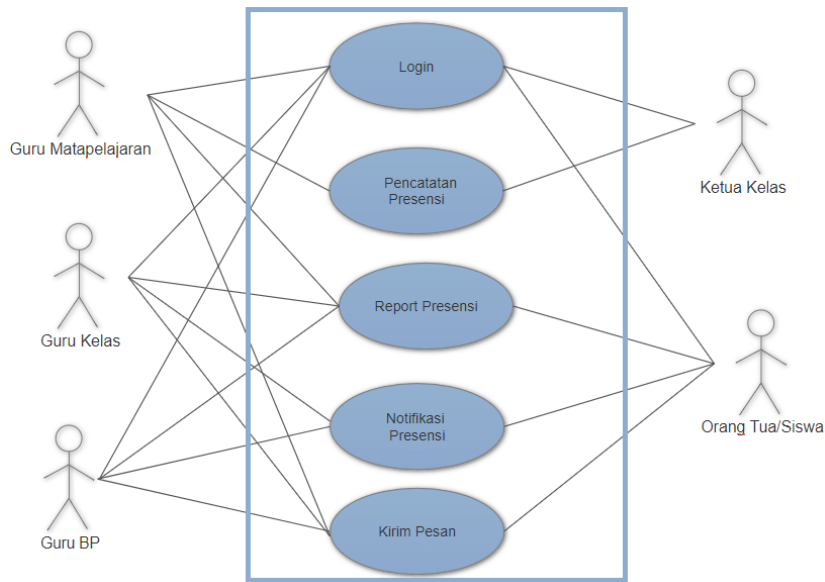 Login
Guru Matapelajaran
Pencatatan
Presensi
Ketua Kelas
Report Presensi
Guru Kelas
Notifikasi
Presensi
Orang Tua/Siswa
Kirim Pesan
Guru BP